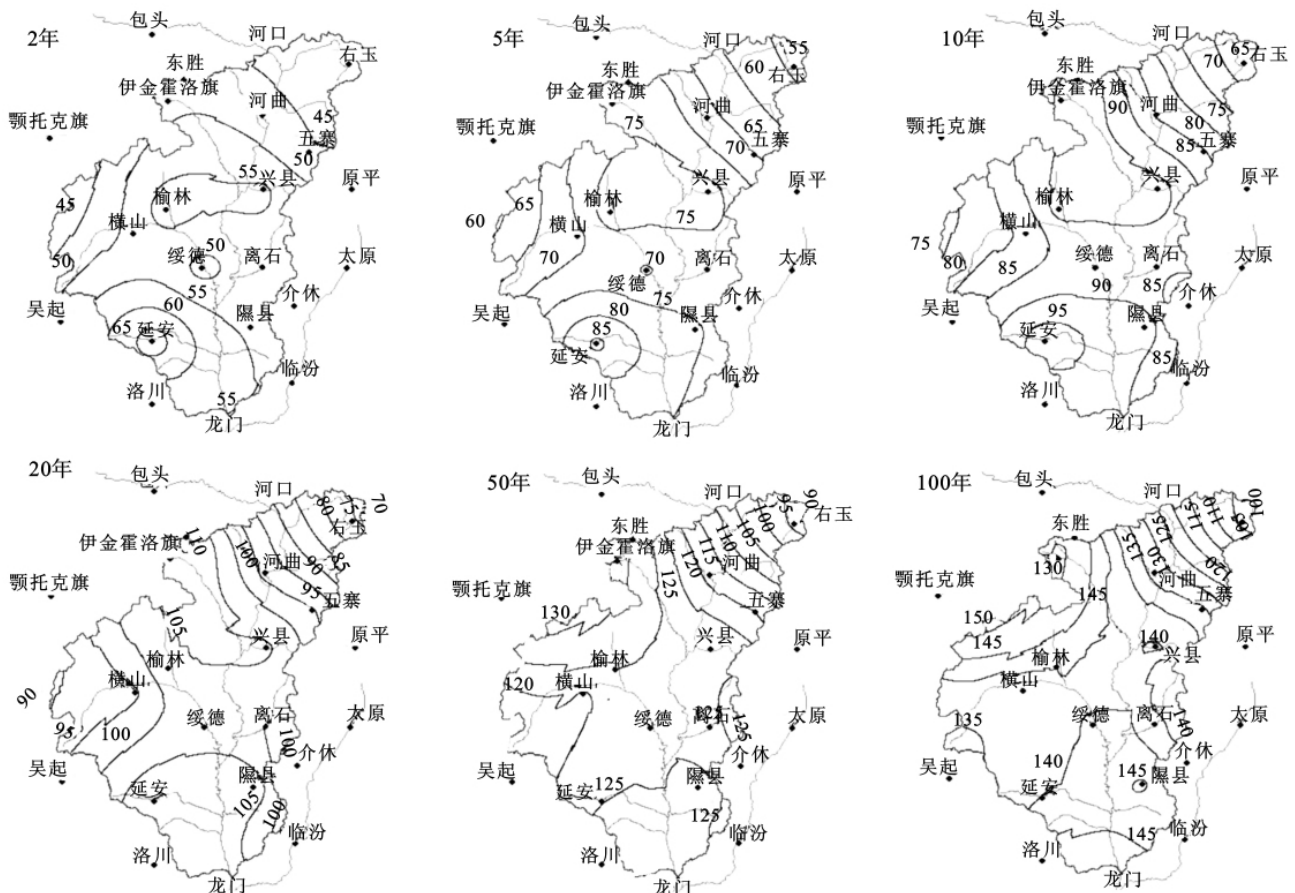 2年
包头
河口
右玉
东胜
伊金霍洛旗
河曲
45
鄂托克旗
五寨
50
55
兴县
原平
榆林
45
横山
50
绥德
离石
太原
50
55
60
介休
吴起
65
延安
隰县
临汾
洛川
55
龙门
5年
包头
河口
55
60
右玉
东胜
伊金霍洛旗
河曲
75
65
鄂托克旗
70
五寨
兴县
原平
65
榆林
60
75
横山
70
70
离石
太原
绥德
75
介休
80
吴起
85
隰县
延安
临汾
洛川
龙门
10年
包头
河口
65
70
右玉
东胜
伊金霍洛旗
90
河曲
75
80
鄂托克旗
85
五寨
兴县
原平
榆林
横山
75
80
85
绥德
离石
太原
90
85
介休
吴起
95
延安
隰县
85
临汾
洛川
龙门
20年
包头
河口
80
75
70
右玉
110
伊金霍洛旗
100
河曲
90
85
鄂托克旗
95
五寨
105
兴县
原平
榆林
横山
90
95
100
绥德
离石
太原
100
介休
吴起
隰县
延安
105
100
临汾
洛川
龙门
50年
包头
河口
95
90
100
右玉
东胜
105
110
伊金霍洛旗
115
河曲
120
125
鄂托克旗
130
五寨
兴县
原平
榆林
120
横山
绥德
125
离石
125
太原
介休
吴起
隰县
延安
125
125
临汾
洛川
龙门
100年
包头
河口
100
110
105
115
东胜
125
135
伊金霍洛旗
130
130
河曲
120
鄂托克旗
145
五寨
150
140
145
兴县
原平
榆林
横山
135
绥德
离石
140
太原
介休
吴起
140
145
隰县
延安
145
临汾
洛川
龙门